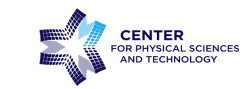 CENTER
FOR PHYSICAL SCIENCES
AND TECHNOLOGY